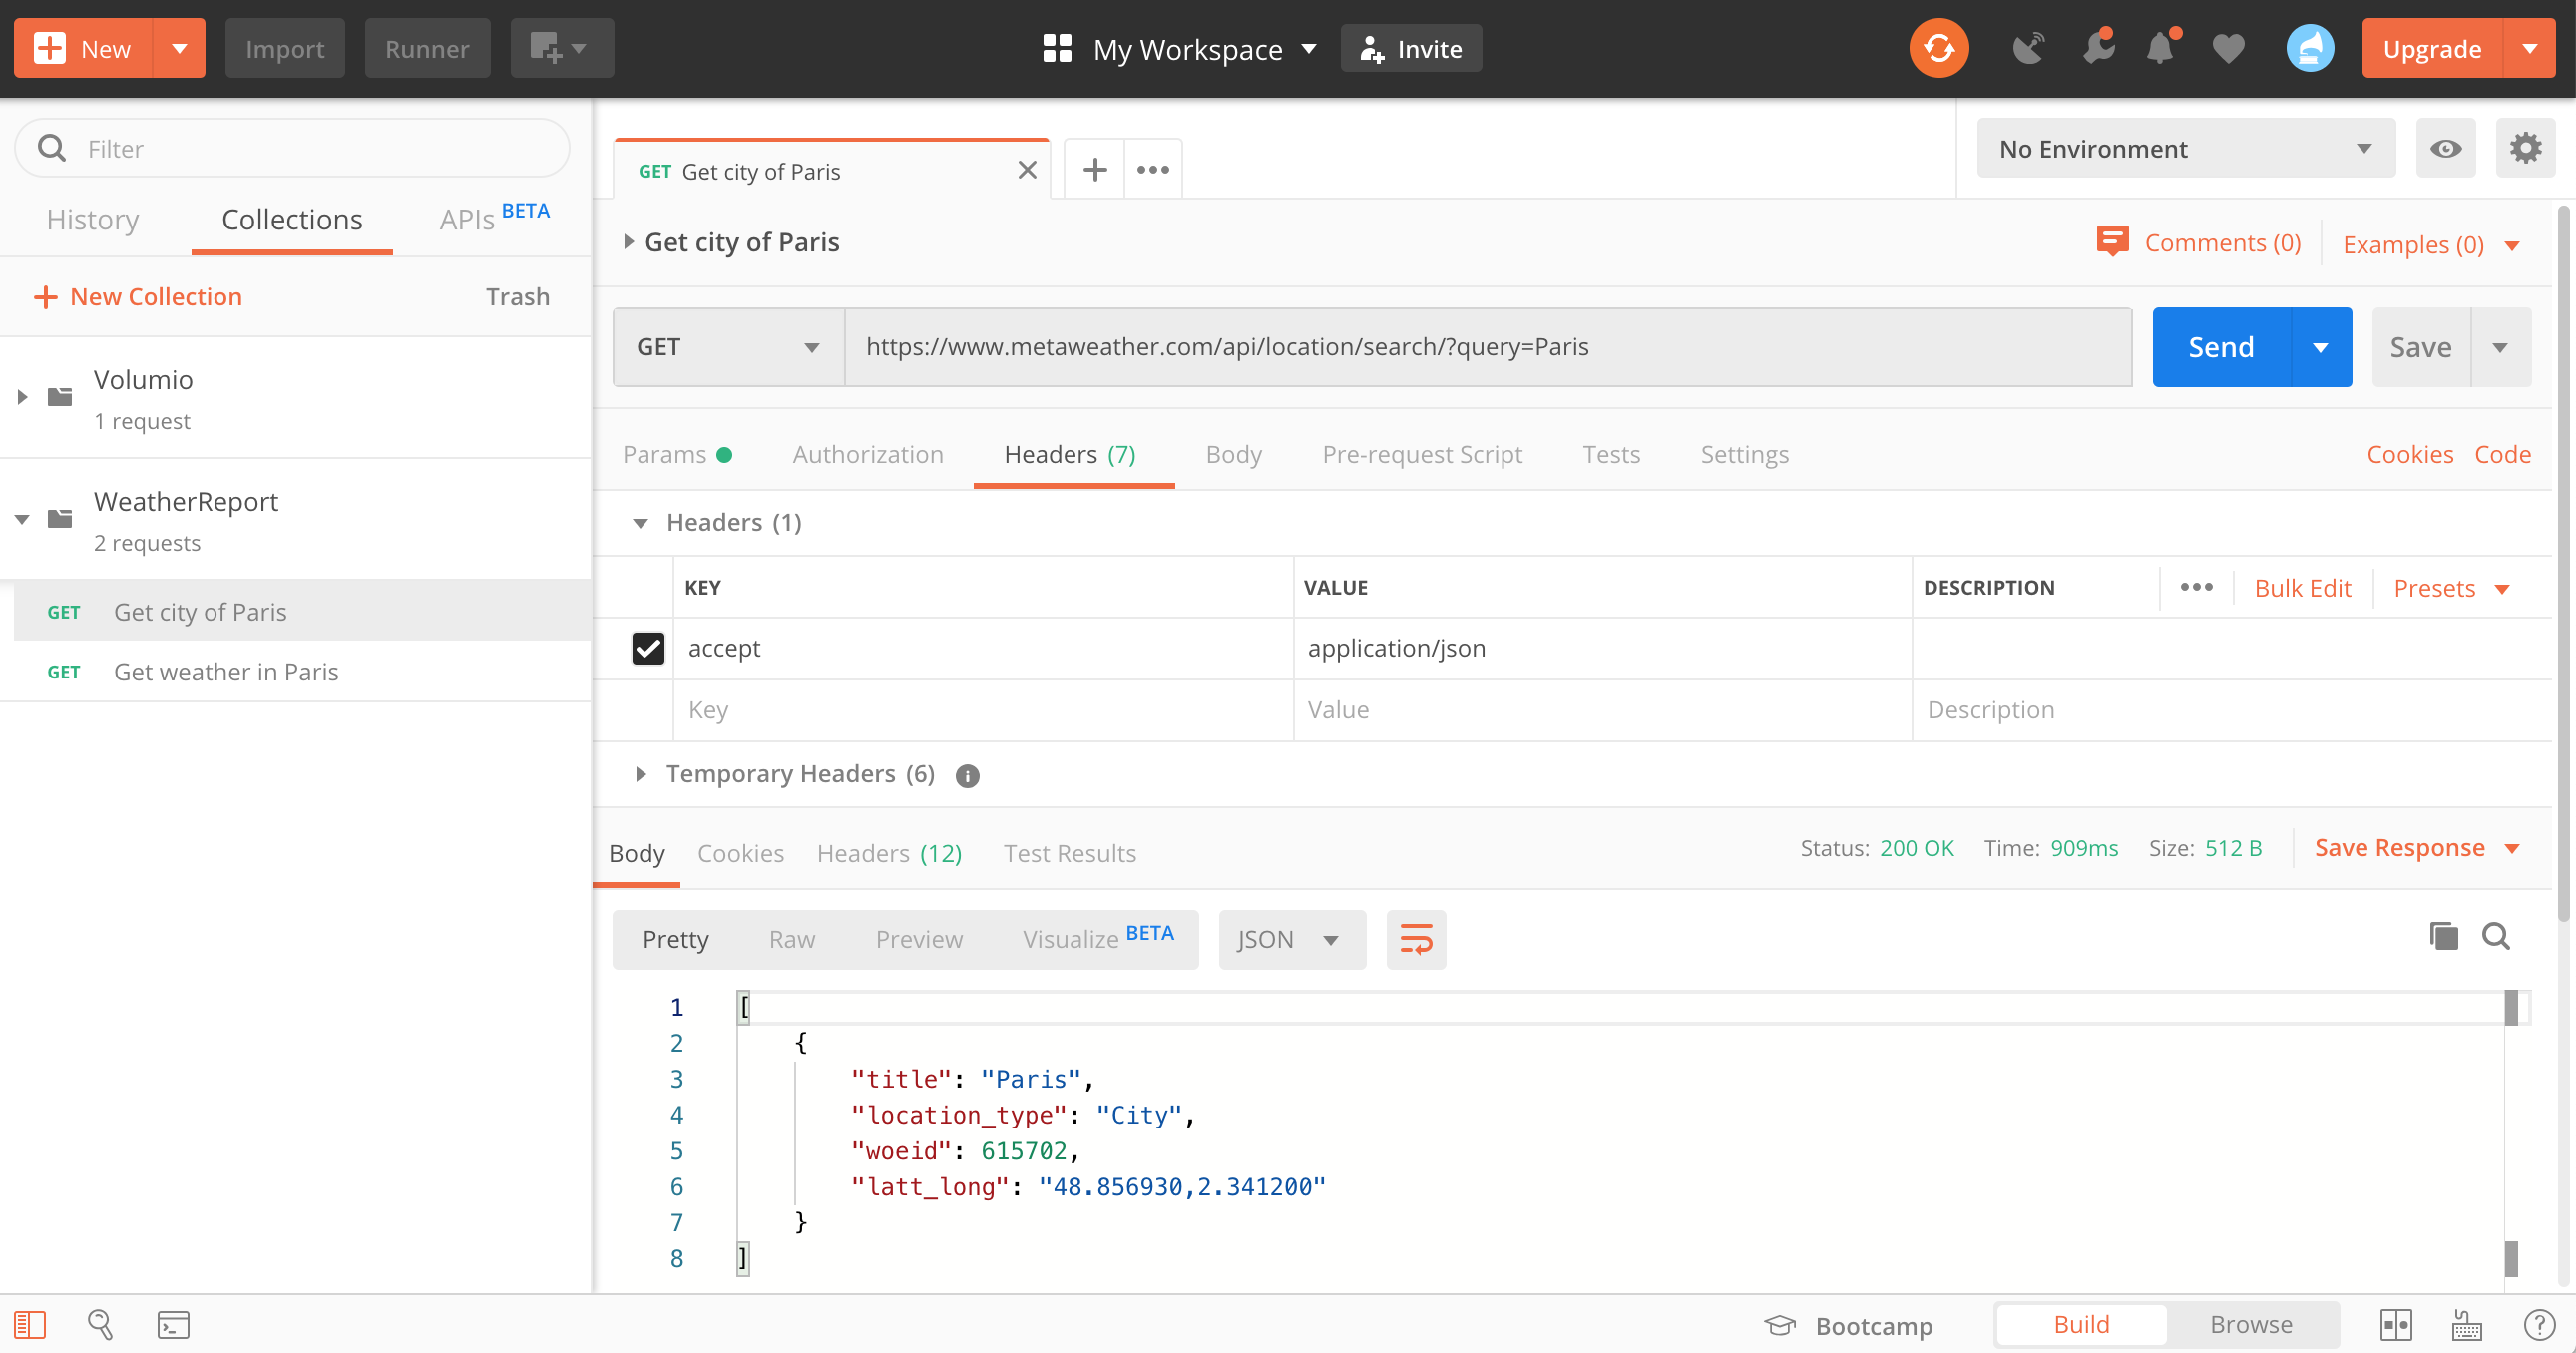 New Import Runner My Workspace Invite Upgrade
Filter
History Collections APIs BETA
New Collection Trash
Volumio
1 request
WeatherReport
2 requests
GET Get city of Paris
GET Get weather in Paris
GET Get city of Paris
No Environment
Get city of Paris Comments (0) Examples (0)
GET https://www.metaweather.com/api/location/search/?query=Paris Send Save
Params Authorization Headers (7) Body Pre-request Script Tests Settings Cookies Code
Headers (1)
KEY VALUE DESCRIPTION Bulk Edit Presets
accept application/json
Key Value Description
Temporary Headers (6)
Body Cookies Headers (12) Test Results Status: 200 OK Time: 909ms Size: 512 B Save Response
Pretty Raw Preview Visualize BETA JSON
1 [
2 {
3 "title": "Paris",
4 "location_type": "City",
5 "woeid": 615702,
6 "latt_long": "48.856930,2.341200"
7 }
8 ]
Bootcamp Build Browse